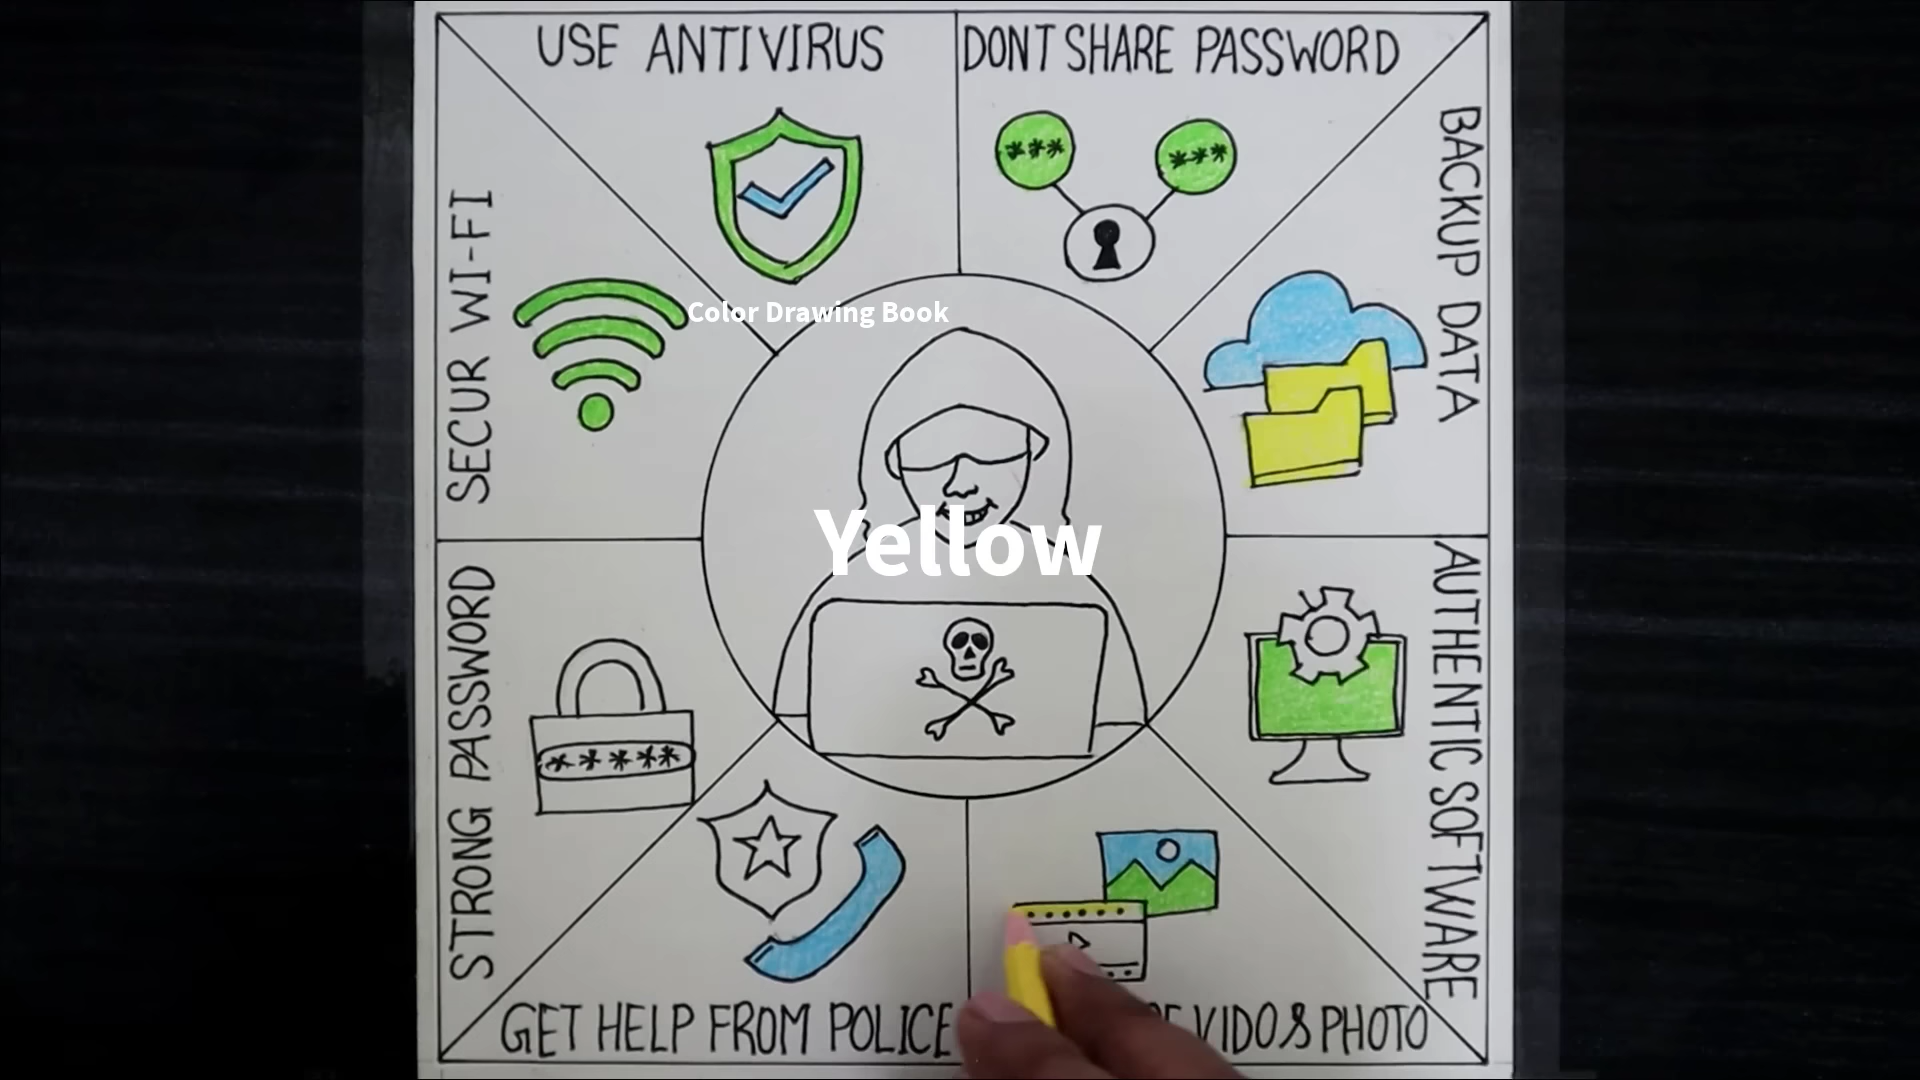 USE ANTIVIRUS
DONT SHARE PASSWORD
BACKUP DATA
AUTHENTIC SOFTWARE
VIDO & PHOTO
GET HELP FROM POLICE
STRONG PASSWORD
SECUR WI-FI
*** 
***
*****
Color Drawing Book
Yellow